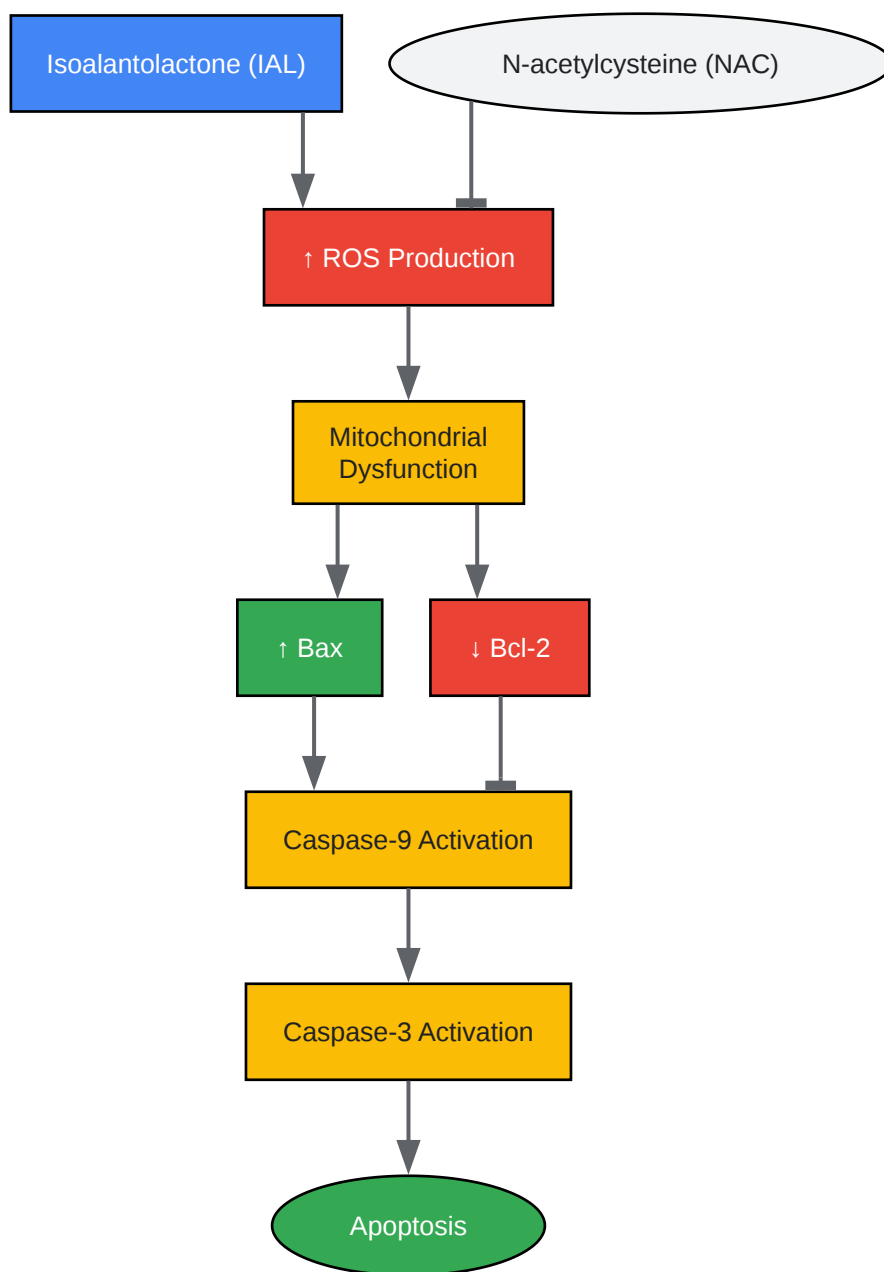 Isoalantolactone (IAL)
N-acetylcysteine (NAC)
↑ ROS Production
Mitochondrial
Dysfunction
↑ Bax
↓ Bcl-2
Caspase-9 Activation
Caspase-3 Activation
Apoptosis